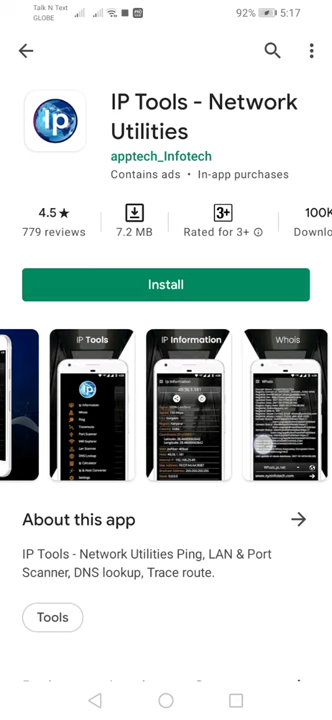 Talk N Text
GLOBE
92%
5:17
Ip
IP Tools - Network
Utilities
apptech_Infotech
Contains ads • In-app purchases
4.5★
779 reviews
7.2 MB
3+
Rated for 3+
100K
Downlo
Install
IP Tools
IP Information
Whois
About this app
IP Tools - Network Utilities Ping, LAN & Port
Scanner, DNS lookup, Trace route.
Tools